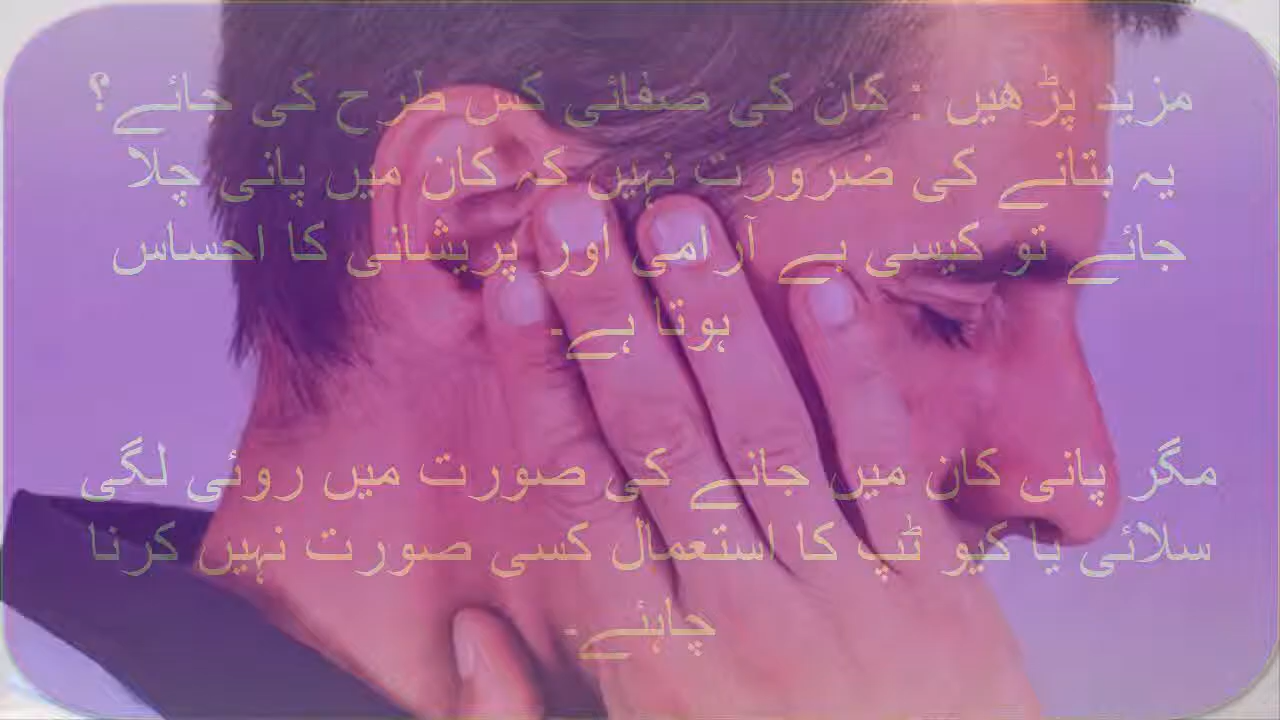 مزید پڑھیں : کان کی صفائی کس طرح کی جائے؟
یہ بتانے کی ضرورت نہیں کہ کان میں پانی چلا
جائے تو کیسی بے آرامی اور پریشانی کا احساس
ہوتا ہے۔
مگر پانی کان میں جانے کی صورت میں روئی لگی
سلائی یا کیو ٹپ کا استعمال کسی صورت نہیں کرنا
چاہئے۔